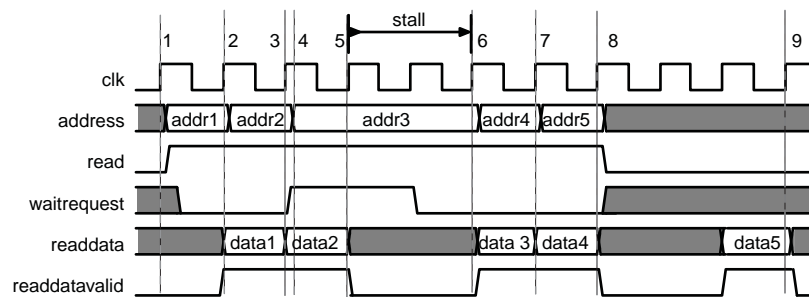 stall
1 2 3 4 5 6 7 8 9
clk
address addr1 addr2 addr3 addr4 addr5
read
waitrequest
readdata data1 data2 data 3 data4 data5
readdatavalid